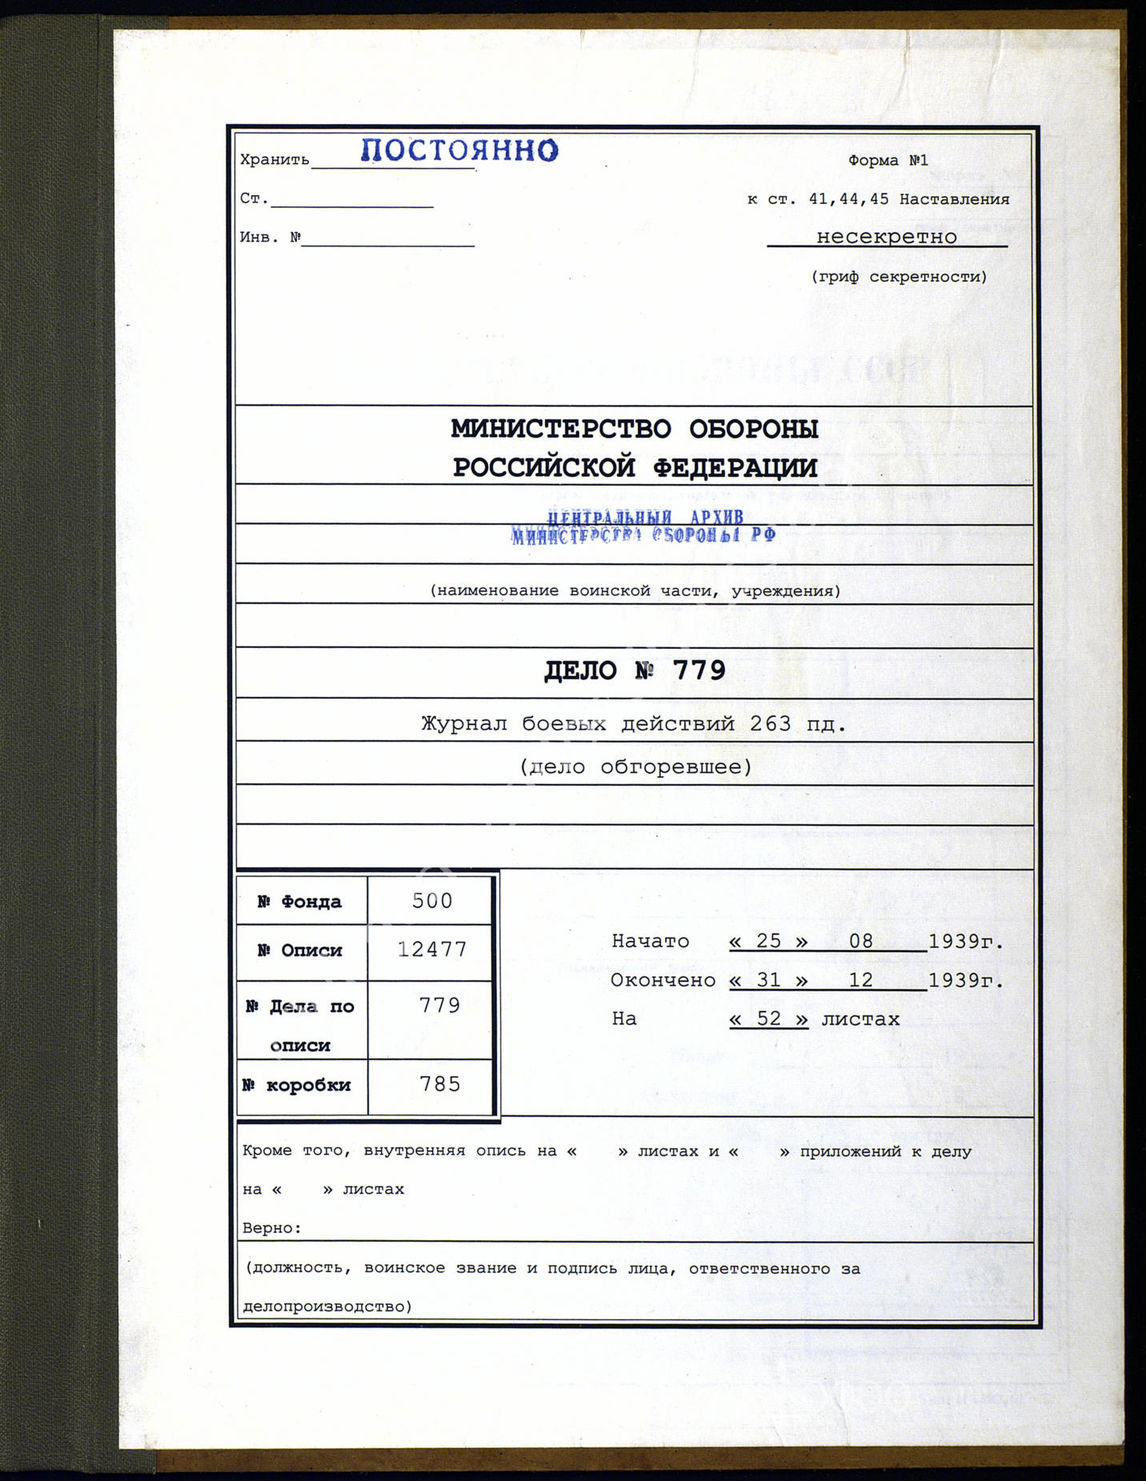 Хранить ПОСТОЯННО
Форма №1
Ст.
к ст. 41,44,45 Наставления
Инв. №
несекретно
(гриф секретности)
МИНИСТЕРСТВО ОБОРОНЫ
РОССИЙСКОЙ ФЕДЕРАЦИИ
ЦЕНТРАЛЬНЫЙ АРХИВ
МИНИСТЕРСТВА ОБОРОНЫ РФ
(наименование воинской части, учреждения)
ДЕЛО № 779
Журнал боевых действий 263 пд.
(дело обгоревшее)
№ Фонда 500
№ Описи 12477
№ Дела по 779
описи
№ коробки 785
Начато « 25 » 08 1939г.
Окончено « 31 » 12 1939г.
На « 52 » листах
Кроме того, внутренняя опись на « » листах и « » приложений к делу
на « » листах
Верно:
(должность, воинское звание и подпись лица, ответственного за
делопроизводство)